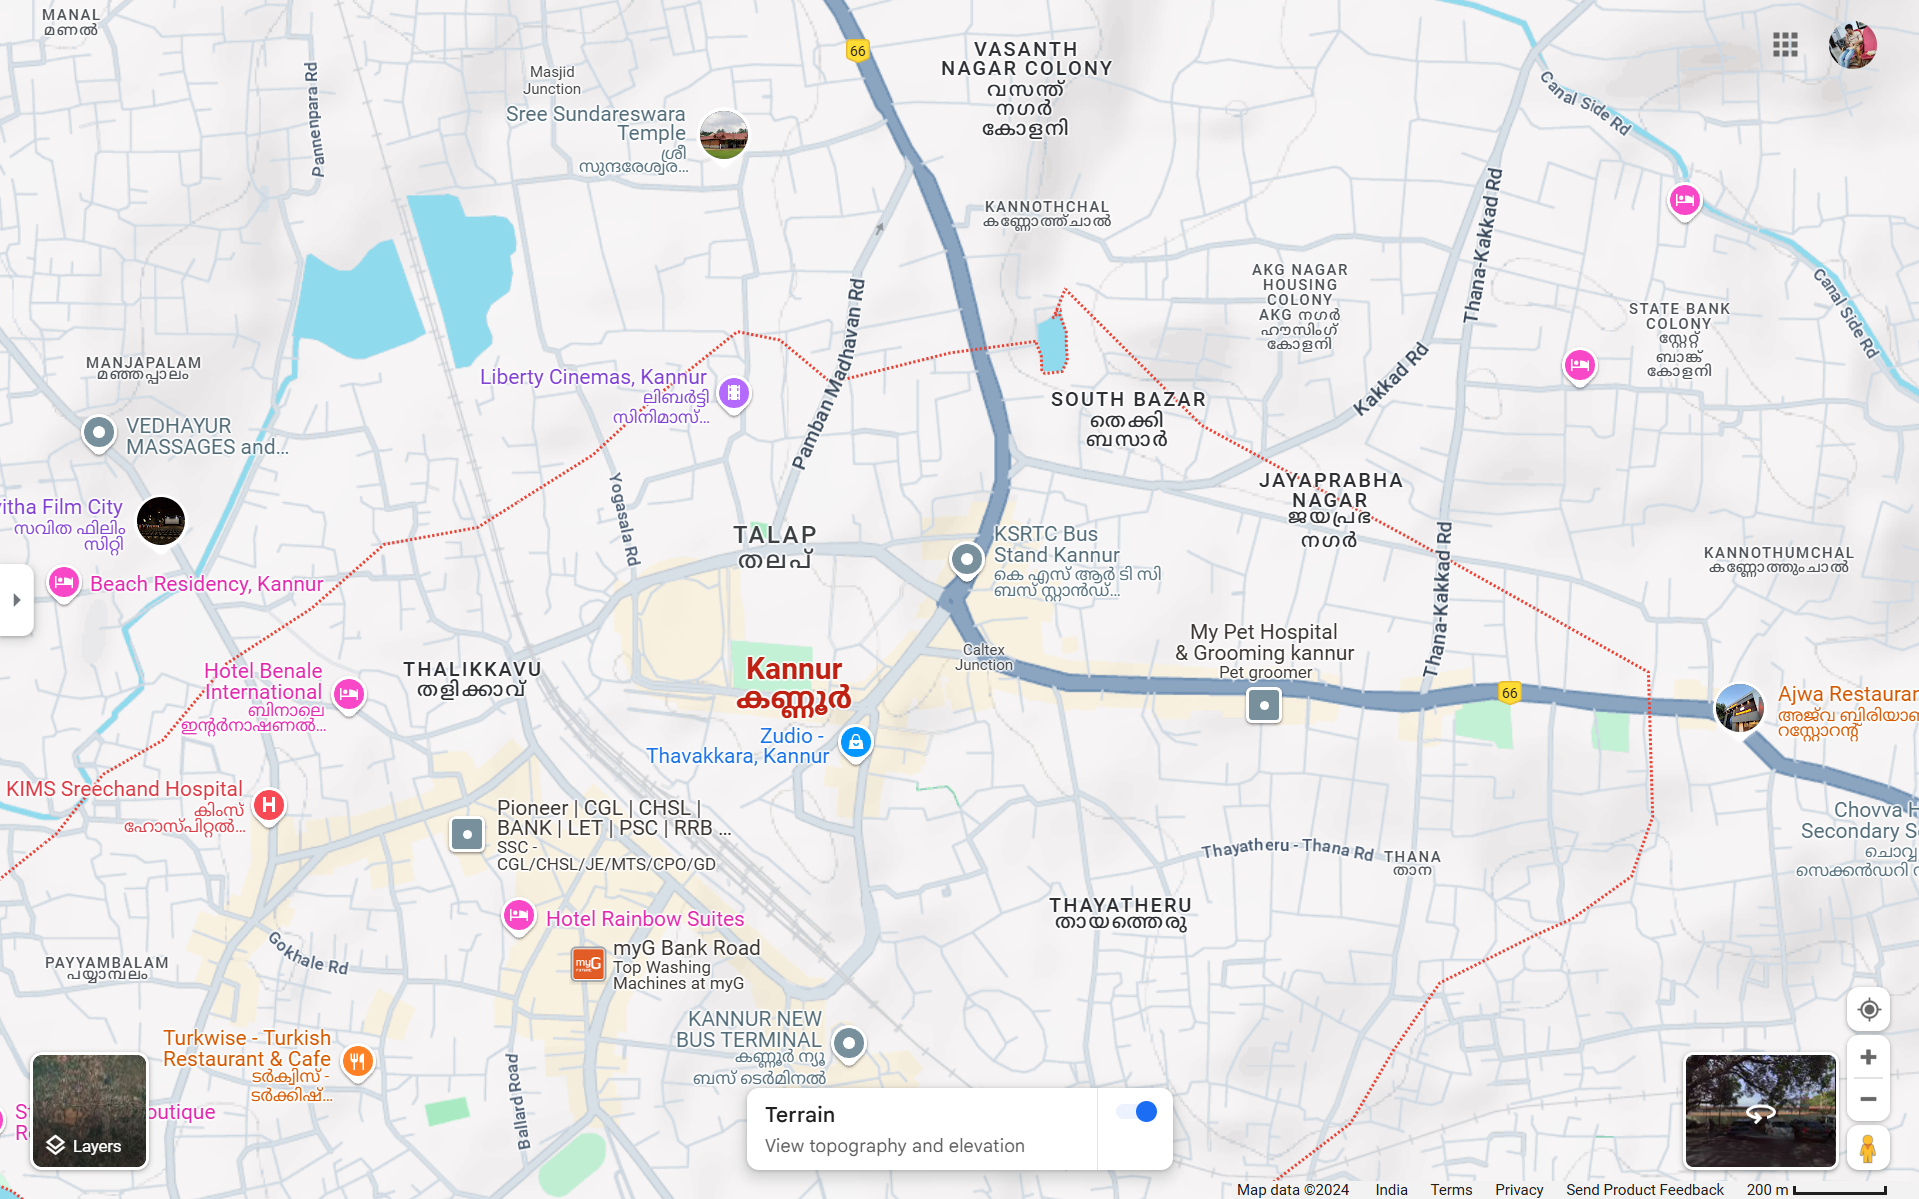 MANAL
മണൽ
Pannenpara Rd
Masjid
Junction
Sree Sundareswara
Temple
ശ്രീ
സുന്ദരേശ്വര...
66
VASANTH
NAGAR COLONY
വസന്ത്
നഗർ
കോളനി
Canal Side Rd
KANNOTHCHAL
കണ്ണോത്ത്ചാൽ
Thana-Kakkad Rd
AKG NAGAR
HOUSING
COLONY
AKG നഗർ
ഹൗസിംഗ്
കോളനി
STATE BANK
COLONY
സ്റ്റേറ്റ്
ബാങ്ക്
കോളനി
Canal Side Rd
MANJAPALAM
മഞ്ഞപ്പാലം
Liberty Cinemas, Kannur
ലിബർട്ടി
സിനിമാസ്...
Pamban Madhavan Rd
SOUTH BAZAR
തെക്കി
ബസാർ
Kakkad Rd
VEDHAYUR
MASSAGES and...
JAYAPRABHA
NAGAR
ജയപ്രഭ
നഗർ
itha Film City
സവിത ഫിലിം
സിറ്റി
Yogasala Rd
TALAP
തലപ്
KSRTC Bus
Stand Kannur
കെ എസ് ആർ ടി സി
ബസ് സ്റ്റാൻഡ്...
Thana-Kakkad Rd
KANNOTHUMCHAL
കണ്ണോത്തുംചാൽ
Beach Residency, Kannur
Hotel Benale
International
ബിനാലെ
ഇന്റർനാഷണൽ...
THALIKKAVU
തളിക്കാവ്
Kannur
കണ്ണൂർ
Caltex
Junction
My Pet Hospital
& Grooming kannur
Pet groomer
66
Ajwa Restauran
അജ്‌വ ബിരിയാണ
റസ്റ്റോറന്റ്
Zudio -
Thavakkara, Kannur
KIMS Sreechand Hospital
കിംസ്
ഹോസ്പിറ്റൽ...
Pioneer | CGL | CHSL |
BANK | LET | PSC | RRB ...
SSC -
CGL/CHSL/JE/MTS/CPO/GD
Chovva H
Secondary S
ചൊവ്വ
സെക്കൻഡറി
Thayatheru - Thana Rd
THANA
താന
THAYATHERU
തായത്തെരു
Hotel Rainbow Suites
myG
myG Bank Road
Top Washing
Machines at myG
Gokhale Rd
PAYYAMBALAM
പയ്യാമ്പലം
Turkwise - Turkish
Restaurant & Cafe
ടർക്വിസ് -
ടർക്കിഷ്...
KANNUR NEW
BUS TERMINAL
കണ്ണൂർ ന്യൂ
ബസ് ടെർമിനൽ
Ballard Road
outique
Layers
Terrain
View topography and elevation
Map data ©2024 India Terms Privacy Send Product Feedback 200 m